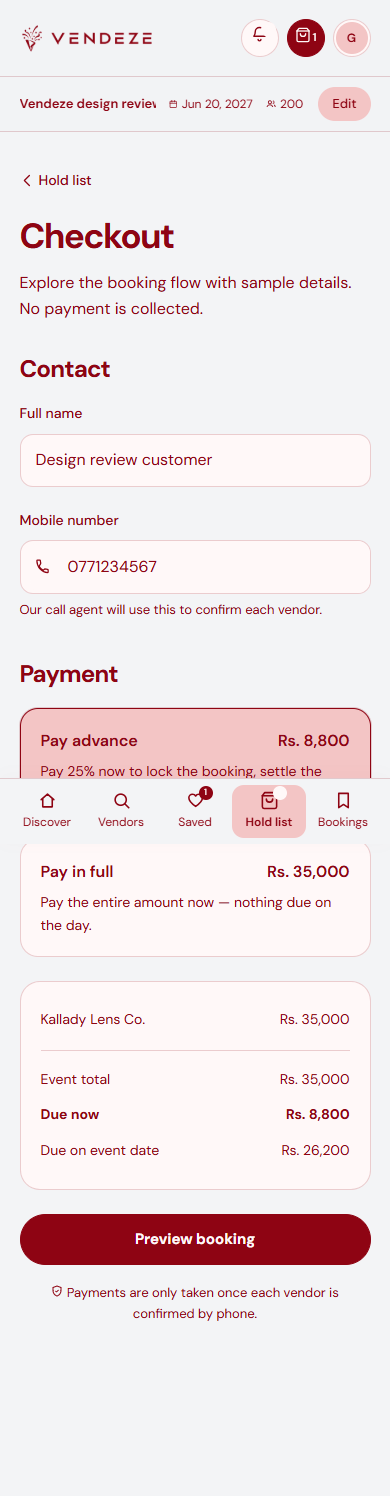 VENDEZE
1
G
Vendeze design review
Jun 20, 2027
200
Edit
Hold list
Checkout
Explore the booking flow with sample details.
No payment is collected.
Contact
Full name
Design review customer
Mobile number
0771234567
Our call agent will use this to confirm each vendor.
Payment
Pay advance Rs. 8,800
Pay 25% now to lock the booking, settle the
1
Discover Vendors Saved Hold list Bookings
Pay in full Rs. 35,000
Pay the entire amount now — nothing due on
the day.
Kallady Lens Co. Rs. 35,000
Event total Rs. 35,000
Due now Rs. 8,800
Due on event date Rs. 26,200
Preview booking
Payments are only taken once each vendor is
confirmed by phone.